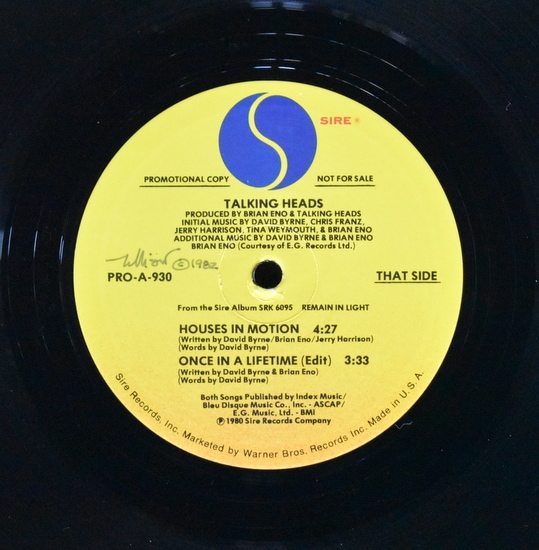 SIRE ®
PROMOTIONAL COPY NOT FOR SALE
TALKING HEADS
PRODUCED BY BRIAN ENO & TALKING HEADS
INITIAL MUSIC BY DAVID BYRNE, CHRIS FRANZ,
JERRY HARRISON, TINA WEYMOUTH, & BRIAN ENO
ADDITIONAL MUSIC BY DAVID BYRNE & BRIAN ENO
BRIAN ENO (Courtesy of E.G. Records Ltd.)
©1982
PRO-A-930 THAT SIDE
From the Sire Album SRK 6095 REMAIN IN LIGHT
HOUSES IN MOTION 4:27
(Written by David Byrne/Brian Eno/Jerry Harrison)
(Words by David Byrne)
ONCE IN A LIFETIME (Edit) 3:33
(Written by David Byrne & Brian Eno)
(Words by David Byrne)
Both Songs Published by Index Music/
Bleu Disque Music Co., Inc. - ASCAP/
E.G. Music, Ltd. - BMI
℗ 1980 Sire Records Company
Sire Records, Inc. Marketed by Warner Bros. Records Inc. Made in U.S.A.